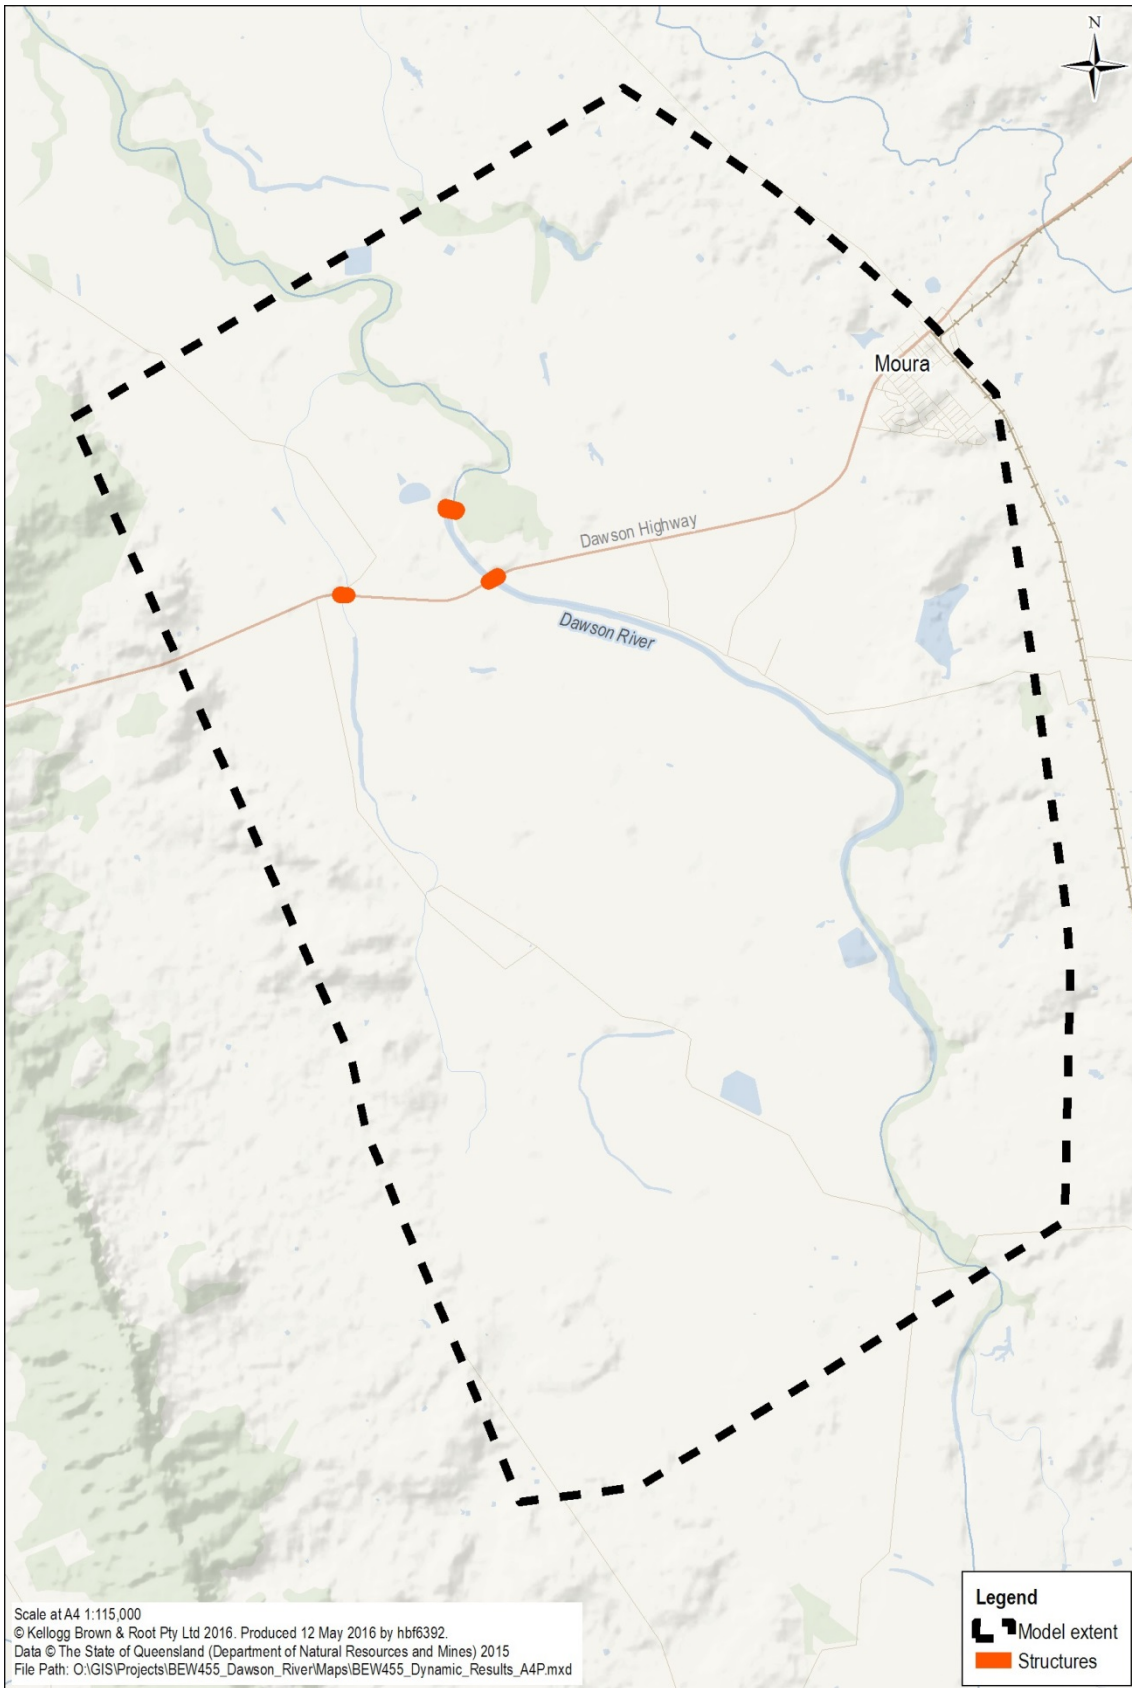 N
Moura
Dawson Highway
Dawson River
Legend
Model extent
Structures
Scale at A4 1:115,000
© Kellogg Brown & Root Pty Ltd 2016. Produced 12 May 2016 by hbf6392.
Data © The State of Queensland (Department of Natural Resources and Mines) 2015
File Path: O:\GIS\Projects\BEW455_Dawson_River\Maps\BEW455_Dynamic_Results_A4P.mxd